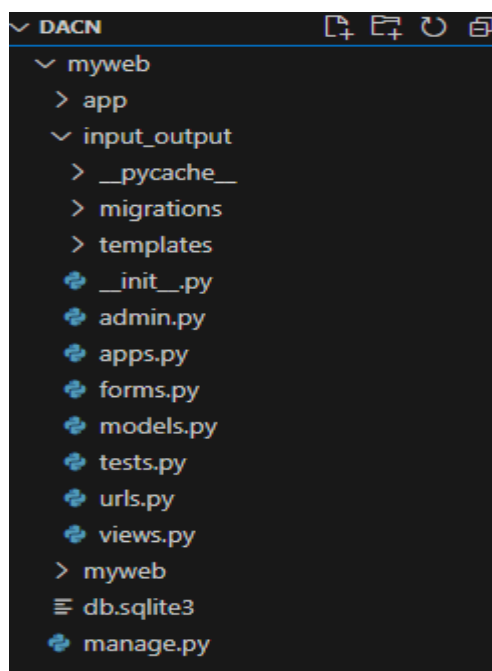 DACN
myweb
app
input_output
__pycache__
migrations
templates
__init__.py
admin.py
apps.py
forms.py
models.py
tests.py
urls.py
views.py
myweb
db.sqlite3
manage.py